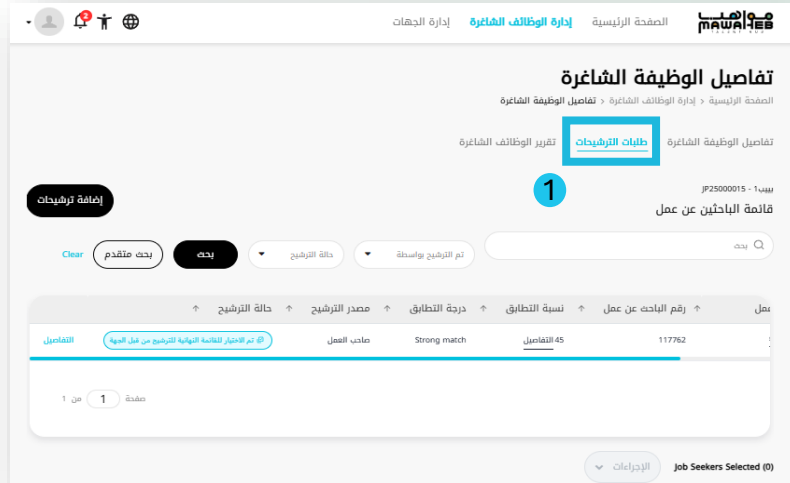 مواهب
MAWAHEB
TALENT HUB
الصفحة الرئيسية
إدارة الوظائف الشاغرة
إدارة الجهات
2
تفاصيل الوظيفة الشاغرة
الصفحة الرئيسية > إدارة الوظائف الشاغرة > تفاصيل الوظيفة الشاغرة
تفاصيل الوظيفة الشاغرة
طلبات الترشيحات
تقرير الوظائف الشاغرة
1
بيبب1 - JP25000015
قائمة الباحثين عن عمل
إضافة ترشيحات
بحث
تم الترشيح بواسطة
حالة الترشيح
بحث
بحث متقدم
Clear
عمل
رقم الباحث عن عمل
نسبة التطابق
درجة التطابق
مصدر الترشيح
حالة الترشيح
117762
45 التفاصيل
Strong match
صاحب العمل
تم الاختيار للقائمة النهائية للترشيح من قبل الجهة
التفاصيل
صفحة 1 من 1
Job Seekers Selected (0)
الإجراءات